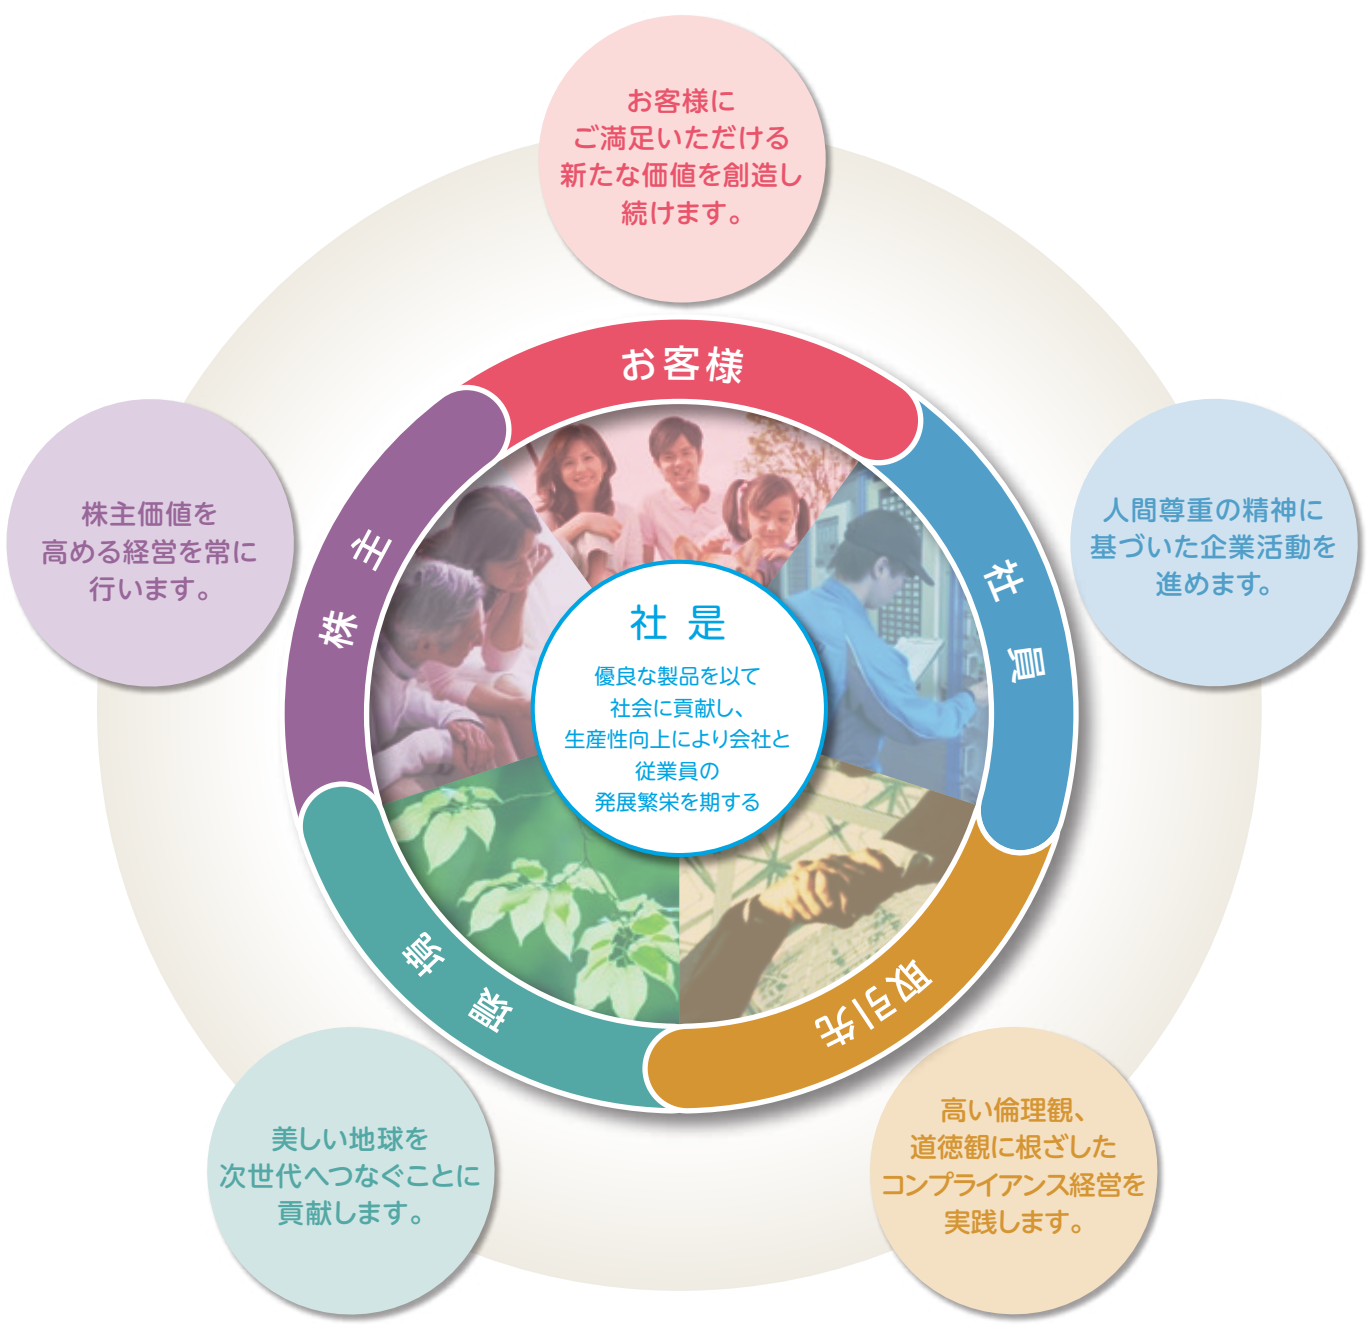 お客様に
ご満足いただける
新たな価値を創造し
続けます。
お客様
株主価値を
高める経営を常に
行います。
株主
人間尊重の精神に
基づいた企業活動を
進めます。
社員
社是
優良な製品を以て
社会に貢献し、
生産性向上により会社と
従業員の
発展繁栄を期する
環境
取引先
美しい地球を
次世代へつなぐことに
貢献します。
高い倫理観、
道徳観に根ざした
コンプライアンス経営を
実践します。